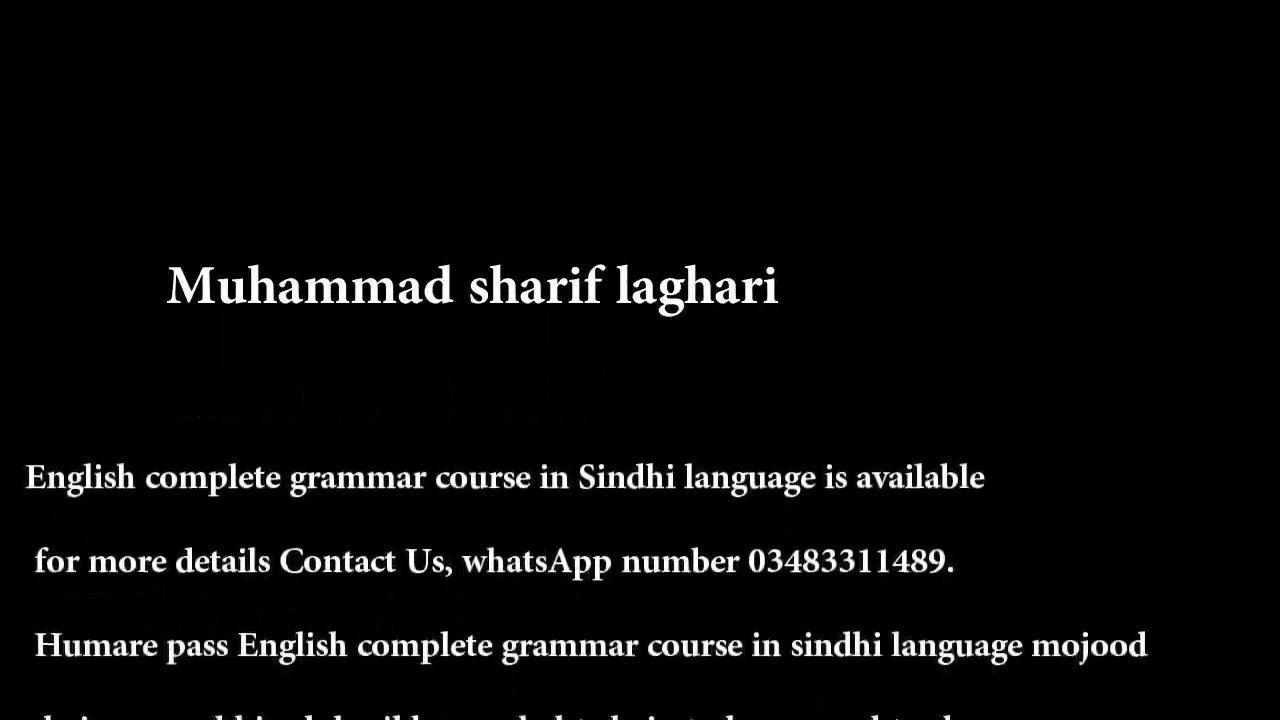 Muhammad sharif laghari
English complete grammar course in Sindhi language is available
for more details Contact Us, whatsApp number 03483311489.
Humare pass English complete grammar course in sindhi language mojood